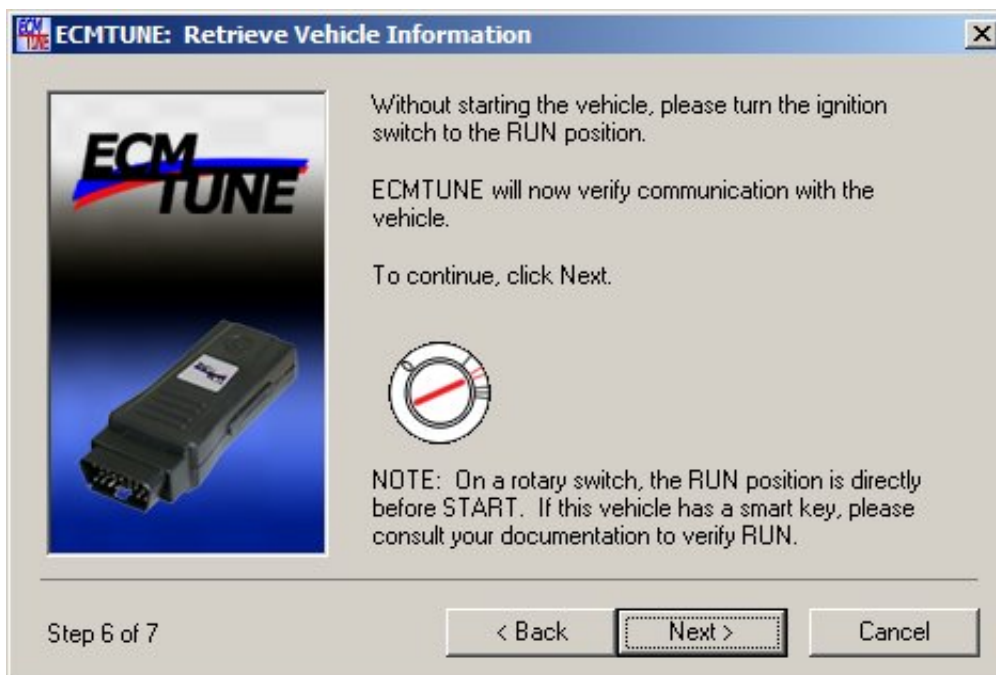 ECM TUNE
ECMTUNE: Retrieve Vehicle Information
Without starting the vehicle, please turn the ignition
switch to the RUN position.
ECMTUNE will now verify communication with the
vehicle.
To continue, click Next.
ECM
TUNE
NOTE: On a rotary switch, the RUN position is directly
before START. If this vehicle has a smart key, please
consult your documentation to verify RUN.
Step 6 of 7
< Back
Next >
Cancel